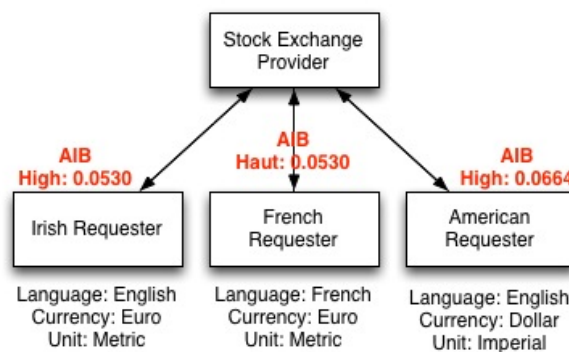 Stock Exchange
Provider
AIB
High: 0.0530
AIB
Haut: 0.0530
AIB
High: 0.0664
Irish Requester
French
Requester
American
Requester
Language: English
Currency: Euro
Unit: Metric
Language: French
Currency: Euro
Unit: Metric
Language: English
Currency: Dollar
Unit: Imperial